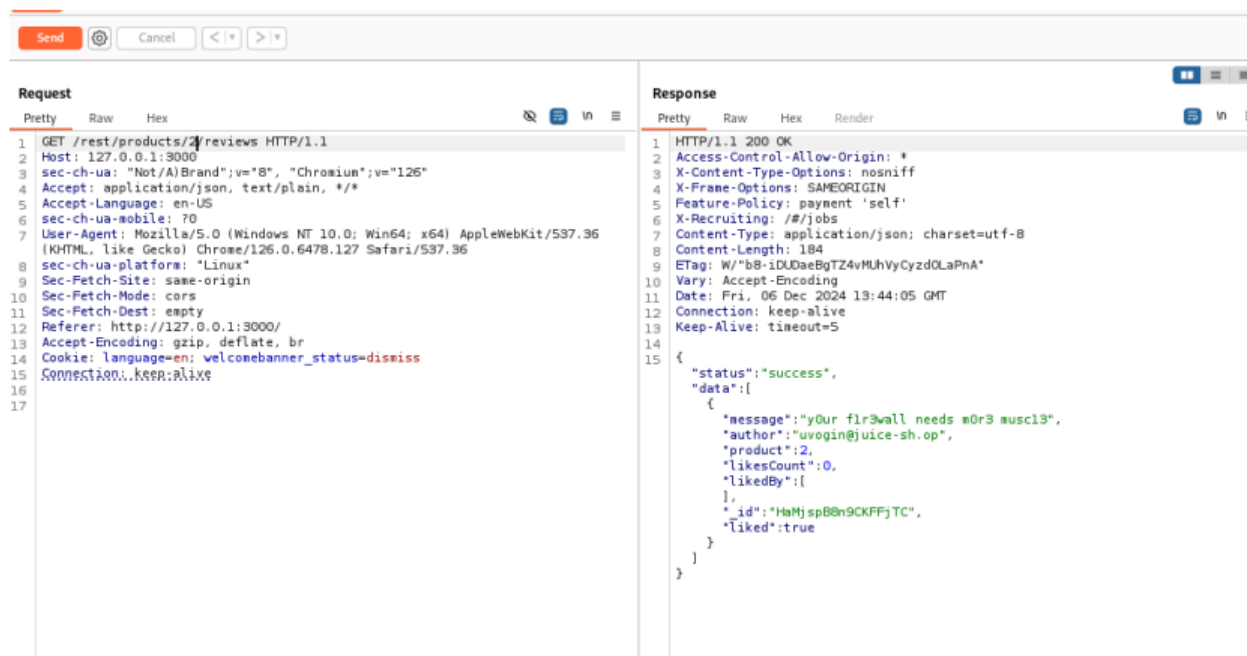 Send
Cancel
< | ▾
> | ▾
Request
Pretty Raw Hex
\n
1 GET /rest/products/2/reviews HTTP/1.1
2 Host: 127.0.0.1:3000
3 sec-ch-ua: "Not/A)Brand";v="8", "Chromium";v="126"
4 Accept: application/json, text/plain, */*
5 Accept-Language: en-US
6 sec-ch-ua-mobile: ?0
7 User-Agent: Mozilla/5.0 (Windows NT 10.0; Win64; x64) AppleWebKit/537.36
(KHTML, like Gecko) Chrome/126.0.6478.127 Safari/537.36
8 sec-ch-ua-platform: "Linux"
9 Sec-Fetch-Site: same-origin
10 Sec-Fetch-Mode: cors
11 Sec-Fetch-Dest: empty
12 Referer: http://127.0.0.1:3000/
13 Accept-Encoding: gzip, deflate, br
14 Cookie: language=en; welcomebanner_status=dismiss
15 Connection: keep-alive
16
17
Response
Pretty Raw Hex Render
\n
1 HTTP/1.1 200 OK
2 Access-Control-Allow-Origin: *
3 X-Content-Type-Options: nosniff
4 X-Frame-Options: SAMEORIGIN
5 Feature-Policy: payment 'self'
6 X-Recruiting: /#/jobs
7 Content-Type: application/json; charset=utf-8
8 Content-Length: 184
9 ETag: W/"b8-iDUDaeBgTZ4vMUhVyCyzdOLaPnA"
10 Vary: Accept-Encoding
11 Date: Fri, 06 Dec 2024 13:44:05 GMT
12 Connection: keep-alive
13 Keep-Alive: timeout=5
14
15 {
"status":"success",
"data":[
{
"message":"y0ur f1r3wall needs m0r3 musc13",
"author":"uvogin@juice-sh.op",
"product":2,
"likesCount":0,
"likedBy":[
],
"_id":"HaMjspB8n9CKFFjTC",
"liked":true
}
]
}